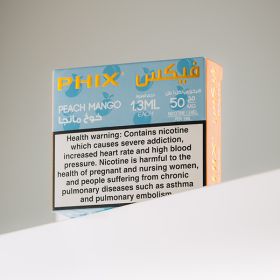 PHIX فيكس
PEACH MANGO
خوخ مانجا
1.3ML
EACH
50
Health warning: Contains nicotine
which causes severe addiction,
increased heart rate and high blood
pressure. Nicotine is harmful to the
health of pregnant and nursing women,
and people suffering from chronic
pulmonary diseases such as asthma
and pulmonary embolism.